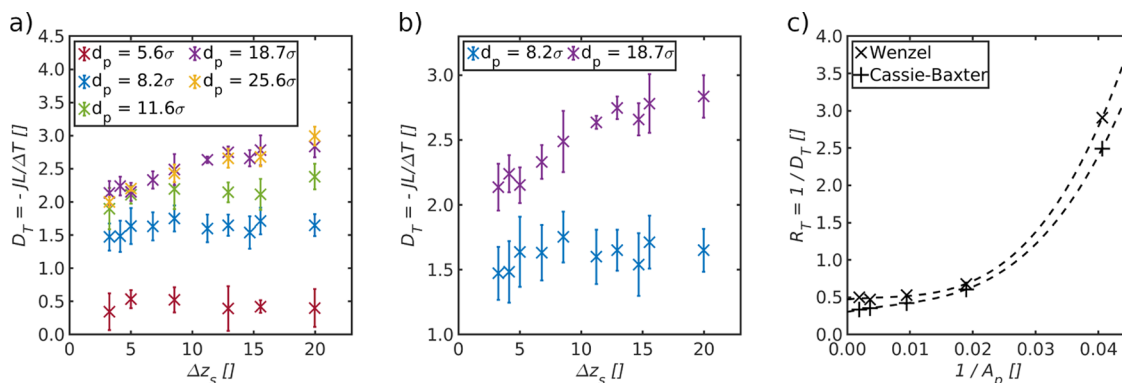 a)
d_p = 5.6σ d_p = 18.7σ
d_p = 8.2σ d_p = 25.6σ
d_p = 11.6σ
D_T = - JL/ΔT []
4.5
4.0
3.5
3.0
2.5
2.0
1.5
1.0
0.5
0.0
0 5 10 15 20
Δz_s []
b)
d_p = 8.2σ d_p = 18.7σ
D_T = - JL/ΔT []
3.0
2.5
2.0
1.5
1.0
0 5 10 15 20
Δz_s []
c)
Wenzel
Cassie-Baxter
R_T = 1 / D_T []
4.0
3.5
3.0
2.5
2.0
1.5
1.0
0.5
0.0
0.00 0.01 0.02 0.03 0.04
1 / A_p []